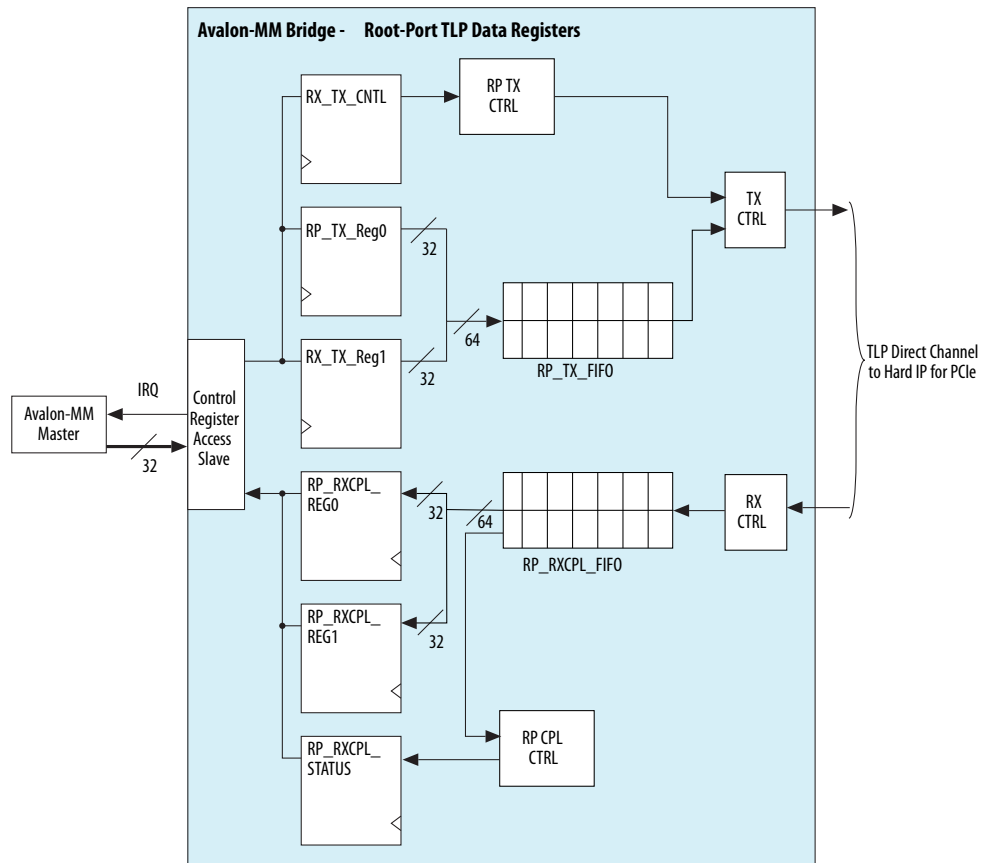 Avalon-MM Bridge - Root-Port TLP Data Registers
RX_TX_CNTL
RP TX
CTRL
TX
CTRL
RP_TX_Reg0
32
64
RP_TX_FIFO
RX_TX_Reg1
32
TLP Direct Channel
to Hard IP for PCIe
IRQ
Avalon-MM
Master
32
Control
Register
Access
Slave
RP_RXCPL_
REG0
32
64
RP_RXCPL_FIFO
RX
CTRL
RP_RXCPL_
REG1
32
RP CPL
CTRL
RP_RXCPL_
STATUS